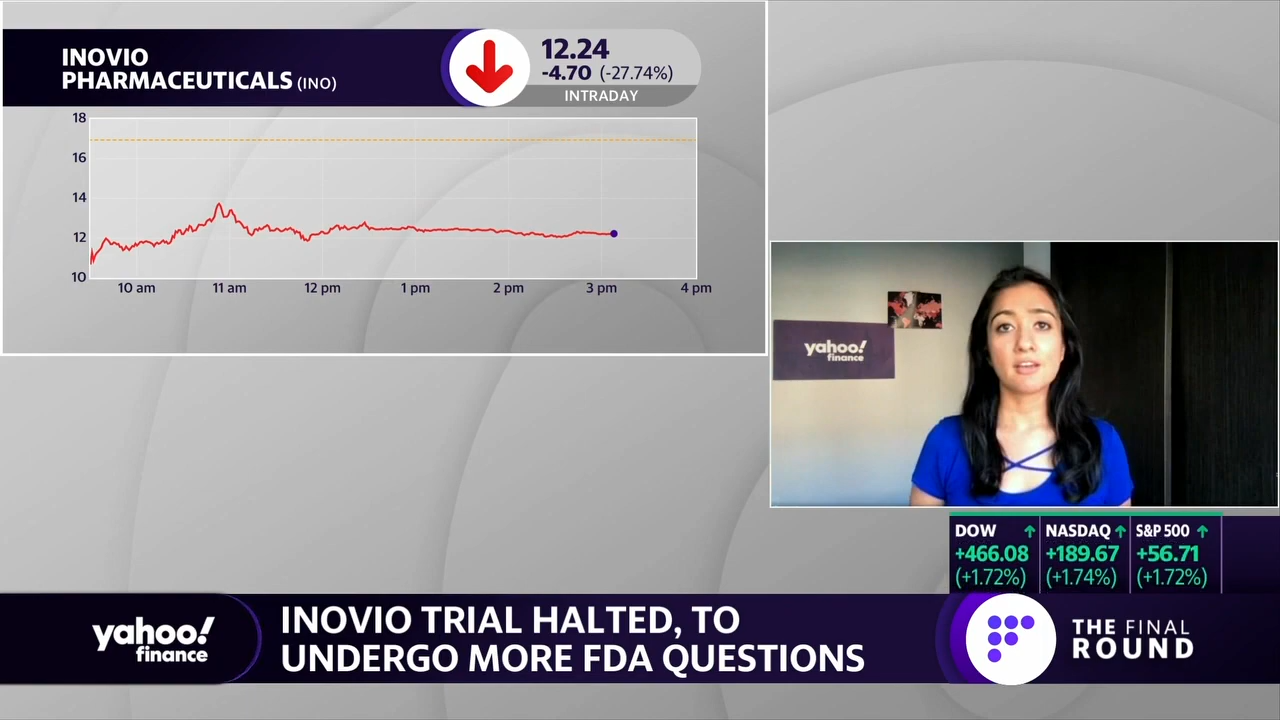 INOVIO
PHARMACEUTICALS (INO)
12.24
-4.70 (-27.74%)
INTRADAY
18
16
14
12
10
10 am 11 am 12 pm 1 pm 2 pm 3 pm 4 pm
yahoo!
finance
DOW NASDAQ S&P 500
+466.08 +189.67 +56.71
(+1.72%) (+1.74%) (+1.72%)
yahoo!
finance
INOVIO TRIAL HALTED, TO
UNDERGO MORE FDA QUESTIONS
THE FINAL
ROUND